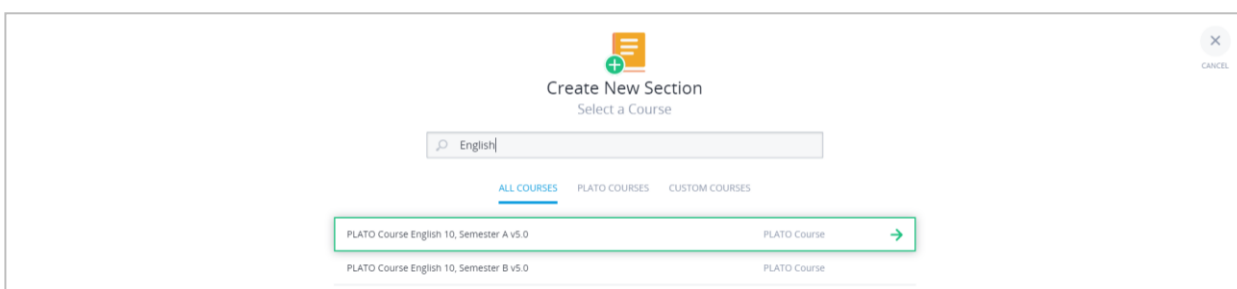 CANCEL
Create New Section
Select a Course
English
ALL COURSES PLATO COURSES CUSTOM COURSES
PLATO Course English 10, Semester A v5.0 PLATO Course
PLATO Course English 10, Semester B v5.0 PLATO Course